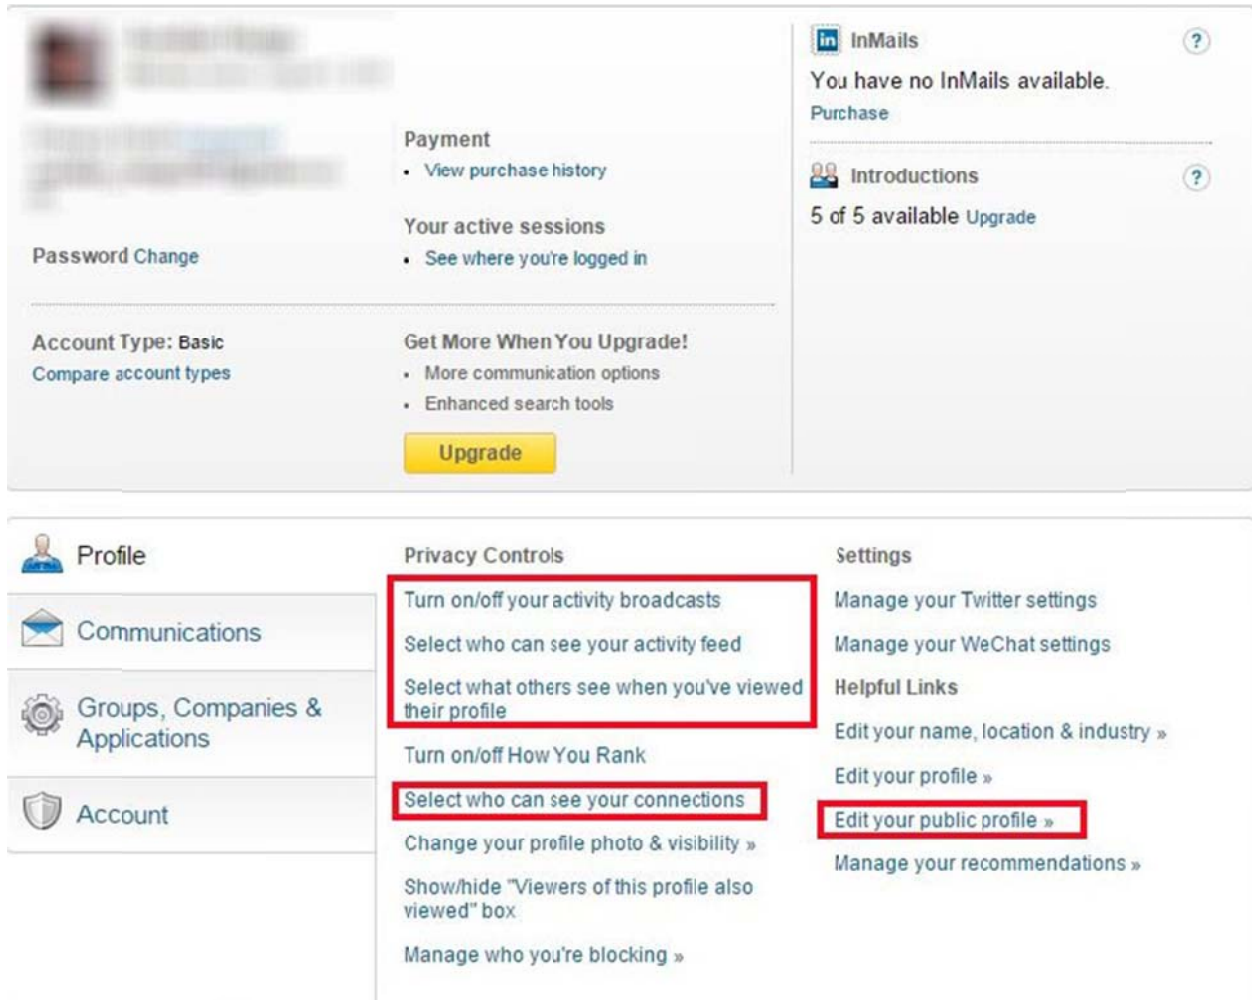 in InMails ?
You have no InMails available.
Purchase
Introductions ?
5 of 5 available Upgrade
Payment
• View purchase history
Your active sessions
• See where you're logged in
Password Change
Account Type: Basic
Compare account types
Get More When You Upgrade!
• More communication options
• Enhanced search tools
Upgrade
Profile
Communications
Groups, Companies &
Applications
Account
Privacy Controls
Turn on/off your activity broadcasts
Select who can see your activity feed
Select what others see when you've viewed
their profile
Turn on/off How You Rank
Select who can see your connections
Change your profile photo & visibility »
Show/hide "Viewers of this profile also
viewed" box
Manage who you're blocking »
Settings
Manage your Twitter settings
Manage your WeChat settings
Helpful Links
Edit your name, location & industry »
Edit your profile »
Edit your public profile »
Manage your recommendations »